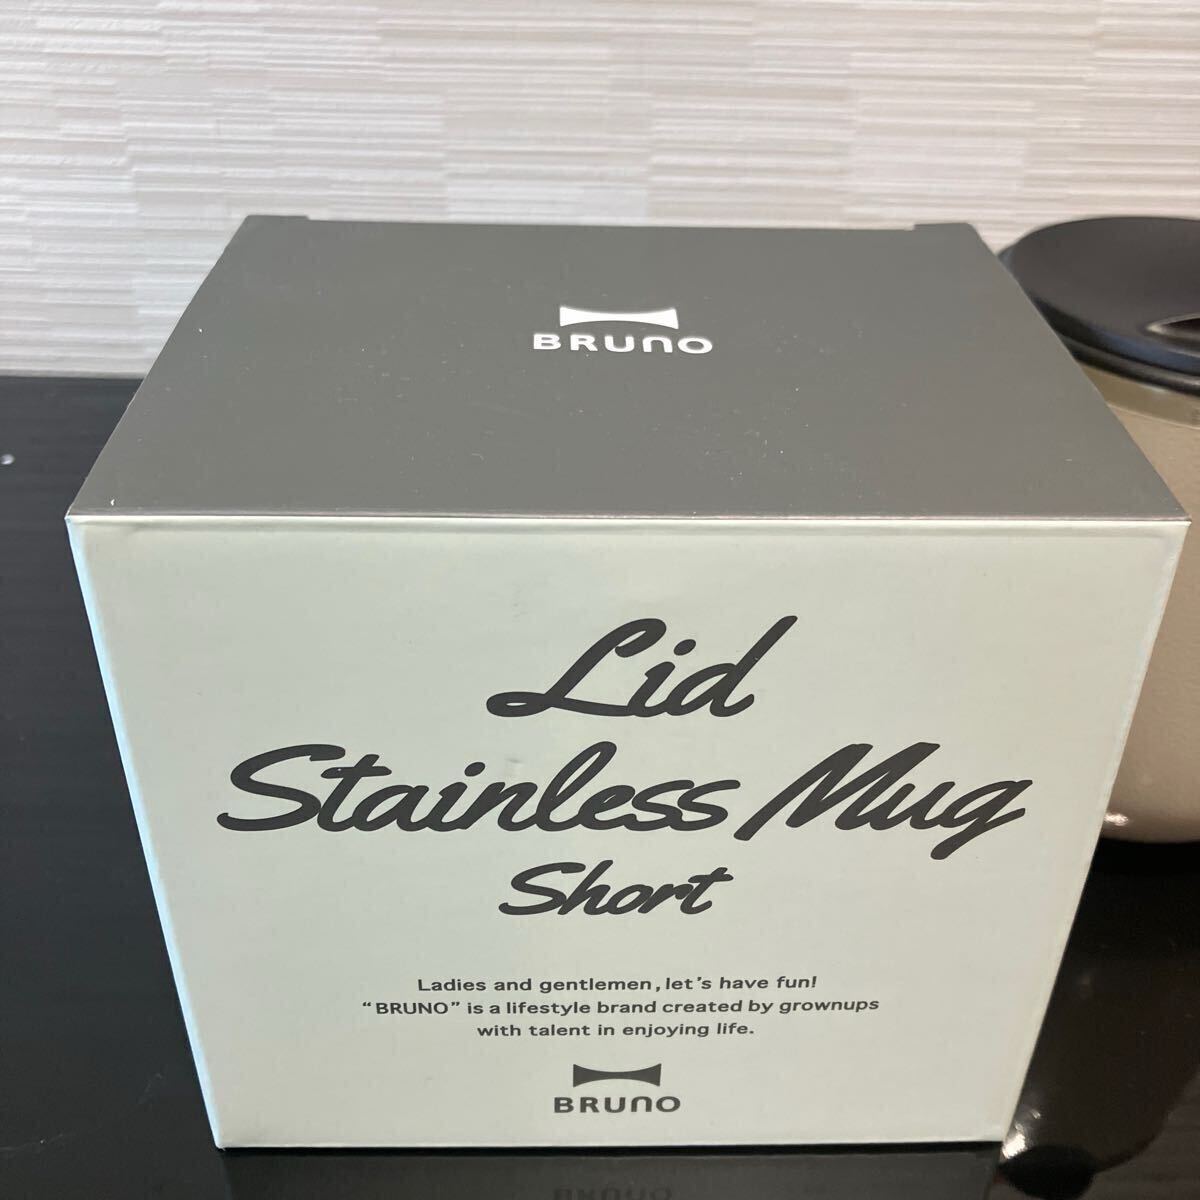 BRUNO
Lid
Stainless Mug
Short
Ladies and gentlemen, let's have fun!
“BRUNO” is a lifestyle brand created by grownups
with talent in enjoying life.
BRUNO
BRUNO